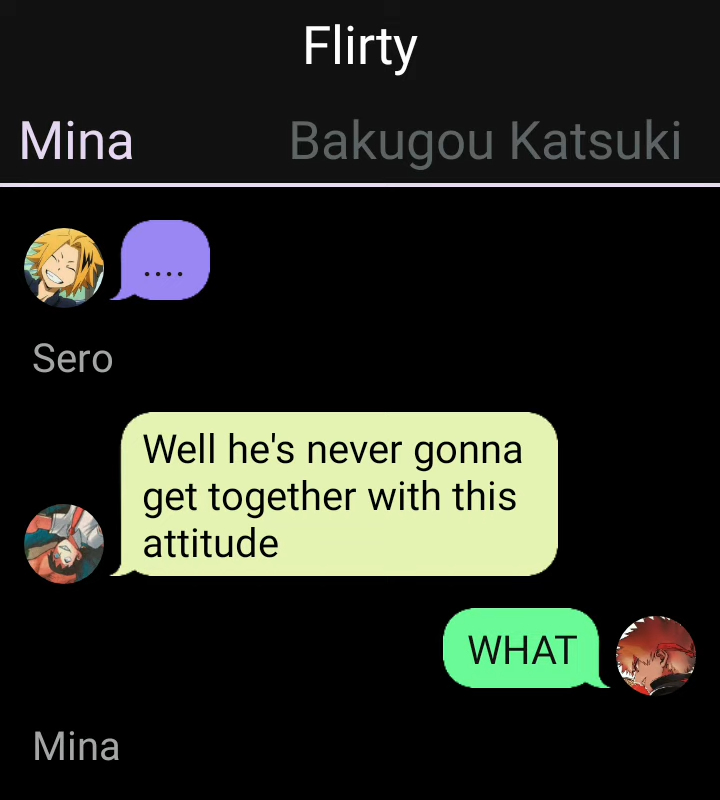 Flirty
Mina
Bakugou Katsuki
....
Sero
Well he's never gonna
get together with this
attitude
WHAT
Mina